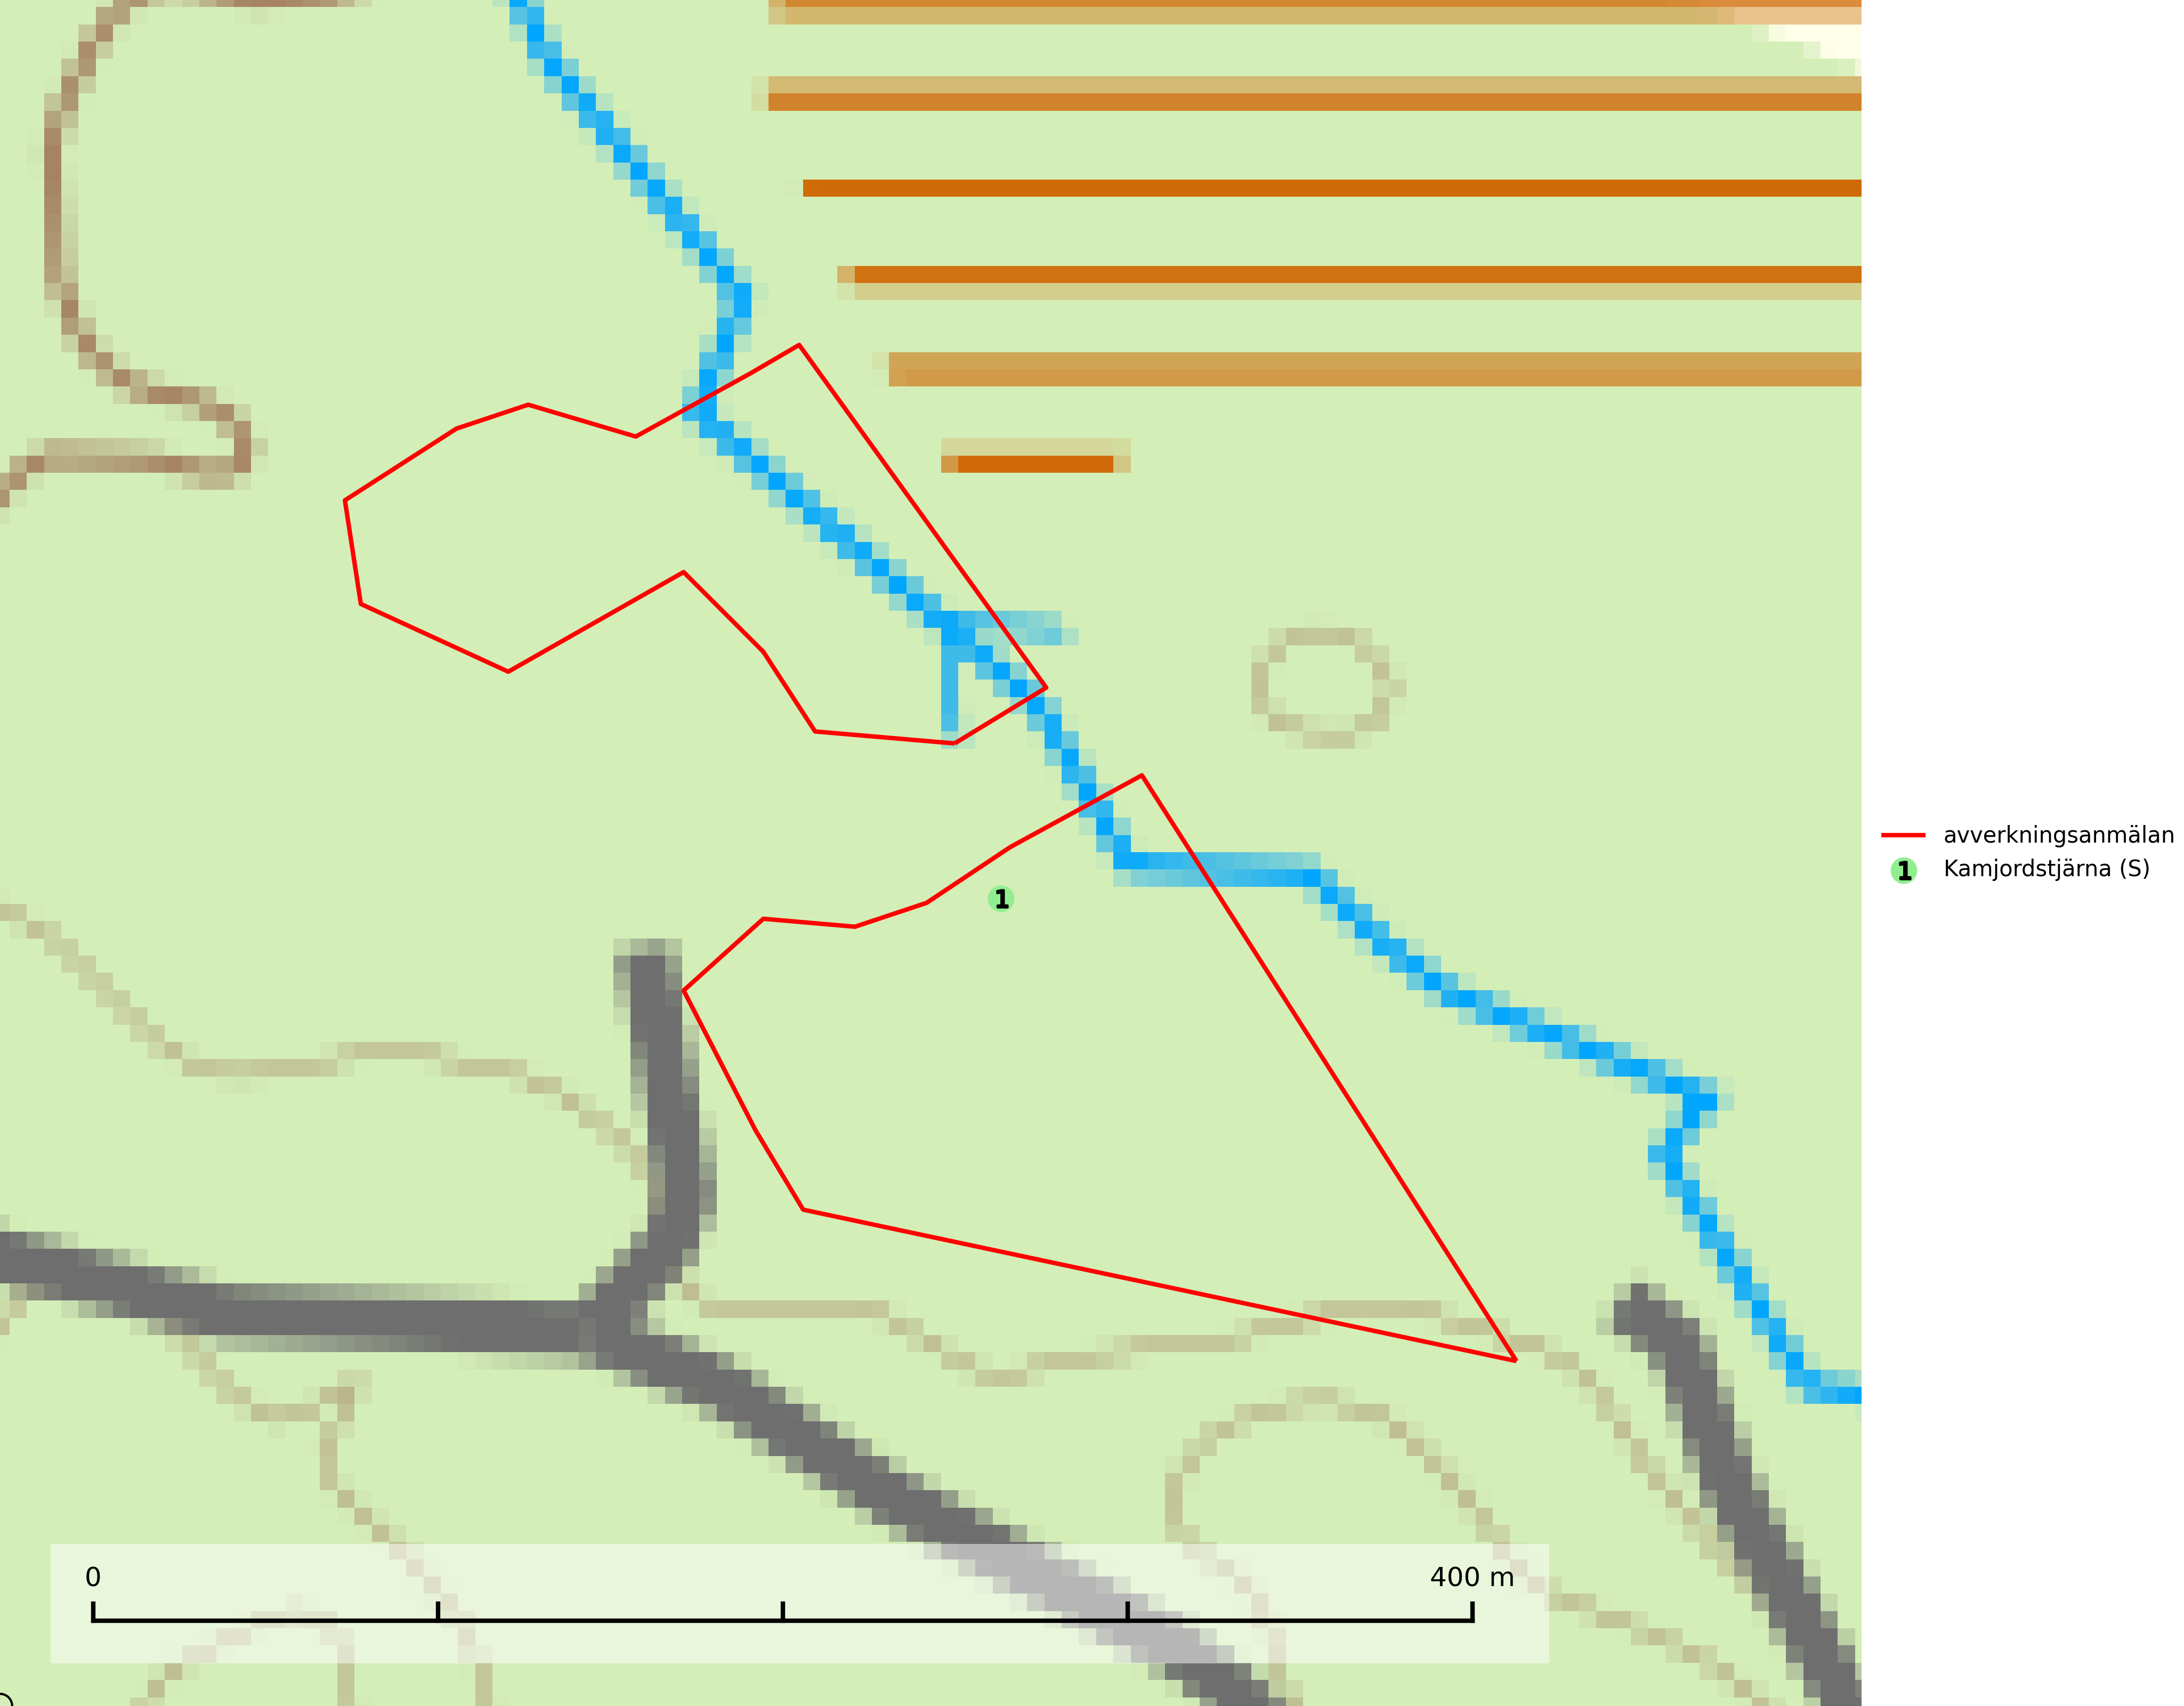 1
0
400 m
avverkningsanmälan
1 Kamjordstjärna (S)